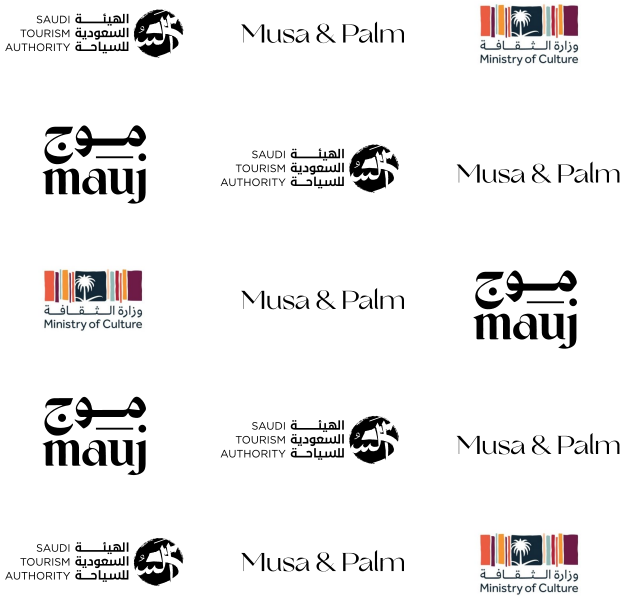 SAUDI
TOURISM
AUTHORITY
الهيئة
السعودية
للسياحة
Musa & Palm
وزارة الثقافة
Ministry of Culture
موج
mauj
SAUDI
TOURISM
AUTHORITY
الهيئة
السعودية
للسياحة
Musa & Palm
وزارة الثقافة
Ministry of Culture
Musa & Palm
موج
mauj
موج
mauj
SAUDI
TOURISM
AUTHORITY
الهيئة
السعودية
للسياحة
Musa & Palm
SAUDI
TOURISM
AUTHORITY
الهيئة
السعودية
للسياحة
Musa & Palm
وزارة الثقافة
Ministry of Culture